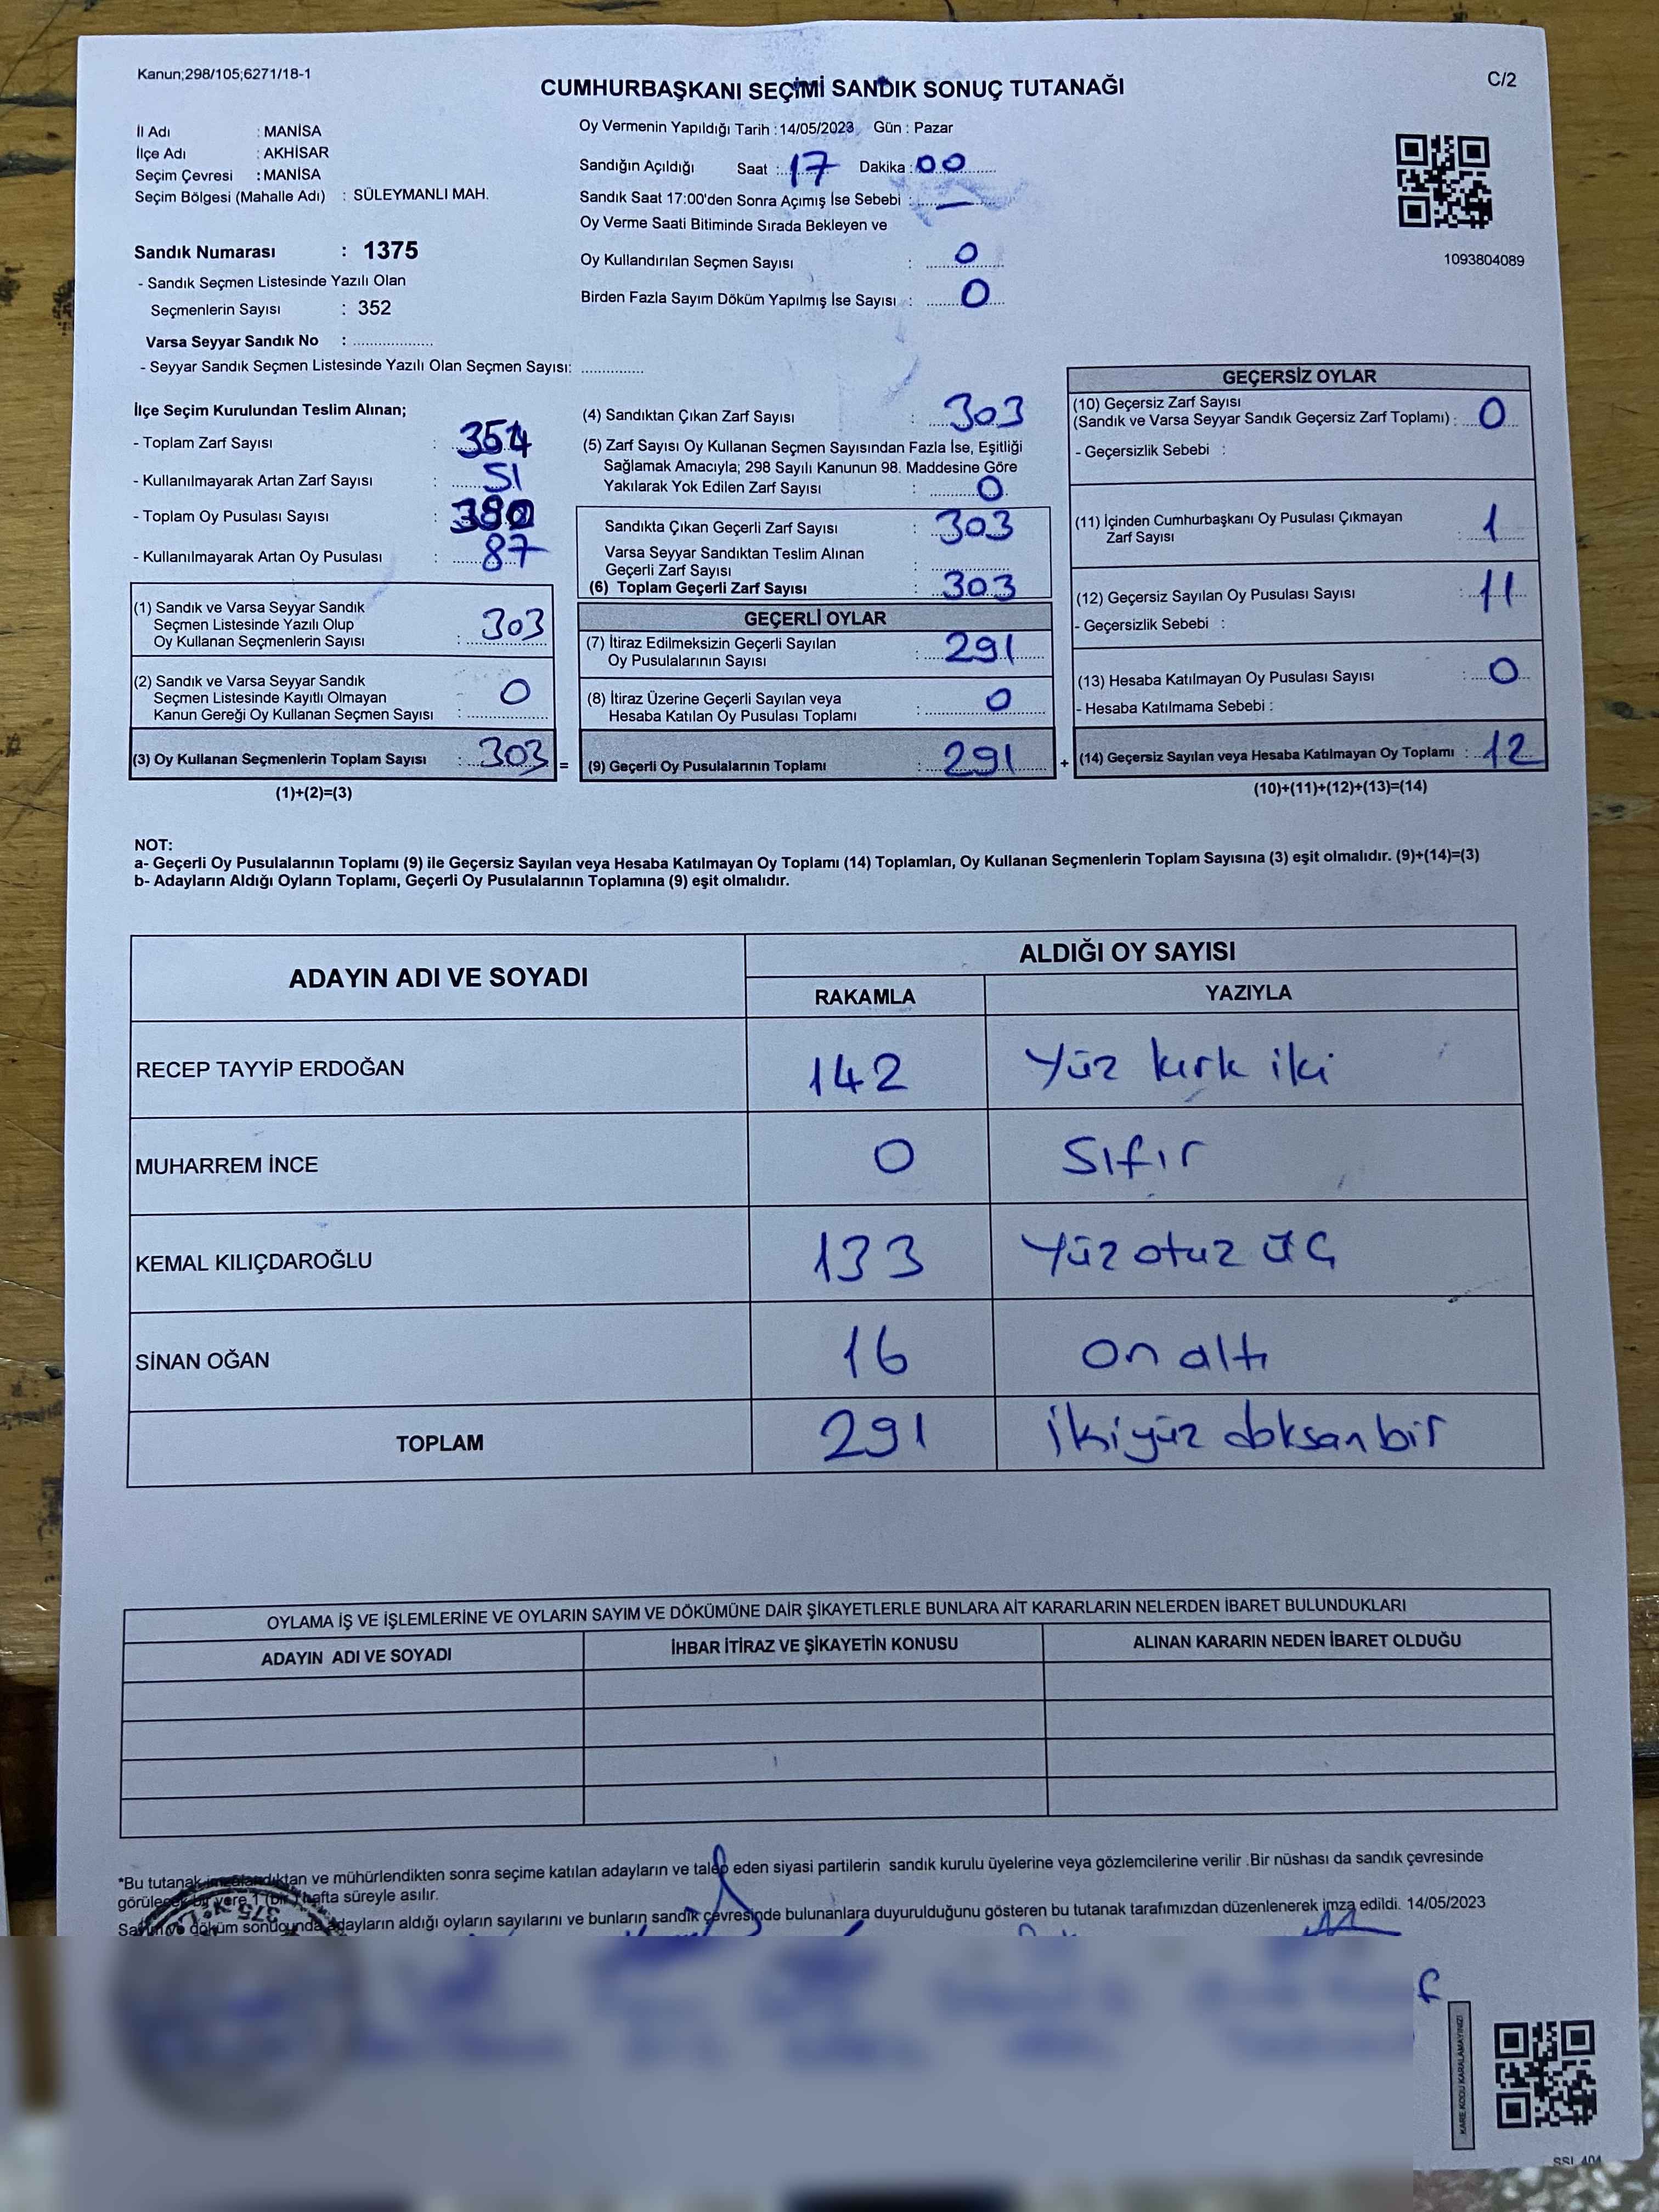 Kanun;298/105;6271/18-1
C/2
CUMHURBAŞKANI SEÇİMİ SANDIK SONUÇ TUTANAĞI
İl Adı : MANİSA
İlçe Adı : AKHİSAR
Seçim Çevresi : MANİSA
Seçim Bölgesi (Mahalle Adı) : SÜLEYMANLI MAH.
Sandık Numarası : 1375
- Sandık Seçmen Listesinde Yazılı Olan
Seçmenlerin Sayısı : 352
Varsa Seyyar Sandık No : ....................
- Seyyar Sandık Seçmen Listesinde Yazılı Olan Seçmen Sayısı: ...............
Oy Vermenin Yapıldığı Tarih : 14/05/2023 Gün : Pazar
Sandığın Açıldığı Saat : 17 Dakika : 00
Sandık Saat 17:00'den Sonra Açımış İse Sebebi : —
Oy Verme Saati Bitiminde Sırada Bekleyen ve
Oy Kullandırılan Seçmen Sayısı : 0
Birden Fazla Sayım Döküm Yapılmış İse Sayısı : 0
1093804089
İlçe Seçim Kurulundan Teslim Alınan;
- Toplam Zarf Sayısı : 354
- Kullanılmayarak Artan Zarf Sayısı : 51
- Toplam Oy Pusulası Sayısı :
- Kullanılmayarak Artan Oy Pusulası : 87
(1) Sandık ve Varsa Seyyar Sandık
Seçmen Listesinde Yazılı Olup
Oy Kullanan Seçmenlerin Sayısı : 303
(2) Sandık ve Varsa Seyyar Sandık
Seçmen Listesinde Kayıtlı Olmayan
Kanun Gereği Oy Kullanan Seçmen Sayısı : 0
(3) Oy Kullanan Seçmenlerin Toplam Sayısı : 303 =
(1)+(2)=(3)
(4) Sandıktan Çıkan Zarf Sayısı : 303
(5) Zarf Sayısı Oy Kullanan Seçmen Sayısından Fazla İse, Eşitliği
Sağlamak Amacıyla; 298 Sayılı Kanunun 98. Maddesine Göre
Yakılarak Yok Edilen Zarf Sayısı : 0
Sandıkta Çıkan Geçerli Zarf Sayısı : 303
Varsa Seyyar Sandıktan Teslim Alınan
Geçerli Zarf Sayısı : ...............
(6) Toplam Geçerli Zarf Sayısı : 303
GEÇERLİ OYLAR
(7) İtiraz Edilmeksizin Geçerli Sayılan
Oy Pusulalarının Sayısı : 291
(8) İtiraz Üzerine Geçerli Sayılan veya
Hesaba Katılan Oy Pusulası Toplamı : 0
(9) Geçerli Oy Pusulalarının Toplamı : 291 +
GEÇERSİZ OYLAR
(10) Geçersiz Zarf Sayısı
(Sandık ve Varsa Seyyar Sandık Geçersiz Zarf Toplamı) : 0
- Geçersizlik Sebebi :
(11) İçinden Cumhurbaşkanı Oy Pusulası Çıkmayan
Zarf Sayısı : 1
(12) Geçersiz Sayılan Oy Pusulası Sayısı : 11
- Geçersizlik Sebebi :
(13) Hesaba Katılmayan Oy Pusulası Sayısı : 0
- Hesaba Katılmama Sebebi :
(14) Geçersiz Sayılan veya Hesaba Katılmayan Oy Toplamı : 12
(10)+(11)+(12)+(13)=(14)
NOT:
a- Geçerli Oy Pusulalarının Toplamı (9) ile Geçersiz Sayılan veya Hesaba Katılmayan Oy Toplamı (14) Toplamları, Oy Kullanan Seçmenlerin Toplam Sayısına (3) eşit olmalıdır. (9)+(14)=(3)
b- Adayların Aldığı Oyların Toplamı, Geçerli Oy Pusulalarının Toplamına (9) eşit olmalıdır.
ADAYIN ADI VE SOYADI
ALDIĞI OY SAYISI
RAKAMLA YAZIYLA
RECEP TAYYİP ERDOĞAN 142 Yüz kırk iki
MUHARREM İNCE 0 Sıfır
KEMAL KILIÇDAROĞLU 133 Yüz otuz üç
SİNAN OĞAN 16 on altı
TOPLAM 291 ikiyüz doksan bir
OYLAMA İŞ VE İŞLEMLERİNE VE OYLARIN SAYIM VE DÖKÜMÜNE DAİR ŞİKAYETLERLE BUNLARA AİT KARARLARIN NELERDEN İBARET BULUNDUKLARI
ADAYIN ADI VE SOYADI İHBAR İTİRAZ VE ŞİKAYETİN KONUSU ALINAN KARARIN NEDEN İBARET OLDUĞU
*Bu tutanak imzalandıktan ve mühürlendikten sonra seçime katılan adayların ve talep eden siyasi partilerin sandık kurulu üyelerine veya gözlemcilerine verilir .Bir nüshası da sandık çevresinde
görülecek bir yere 1 (bir) hafta süreyle asılır.
Sayım ve döküm sonucunda adayların aldığı oyların sayılarını ve bunların sandık çevresinde bulunanlara duyurulduğunu gösteren bu tutanak tarafımızdan düzenlenerek imza edildi. 14/05/2023
KARE KODU KARALAMAYINIZ!